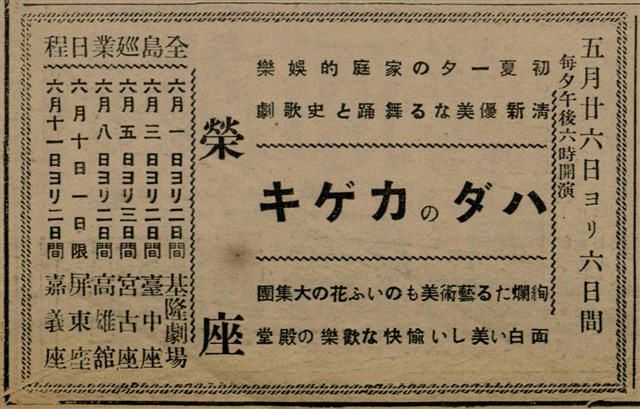 五月廿六日ヨリ六日間
每夕午後六時開演
初夏一夕の家庭的娛樂
清新優美なる舞踊と史歌劇
ハダのカゲキ
絢爛たる藝術美ものいふ花の大集團
面白い美しい愉快な歡樂の殿堂
榮座
全島巡業日程
六月一日ヨリ二日間 基隆劇場
六月三日ヨリ二日間 臺中座
六月五日ヨリ三日間 宮古座
六月八日ヨリ二日間 高雄舘
六月十日一日限 屏東座
六月十一日ヨリ二日間 嘉義座